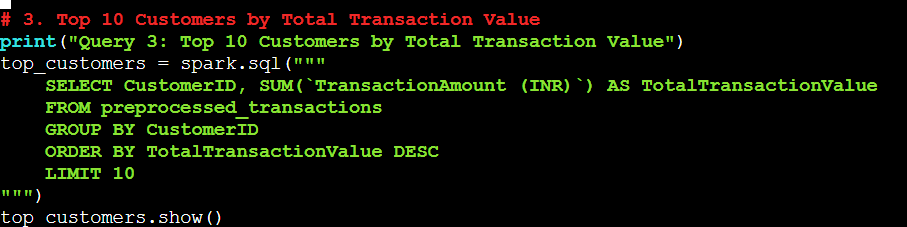 # 3. Top 10 Customers by Total Transaction Value
print("Query 3: Top 10 Customers by Total Transaction Value")
top_customers = spark.sql("""
    SELECT CustomerID, SUM(`TransactionAmount (INR)`) AS TotalTransactionValue
    FROM preprocessed_transactions
    GROUP BY CustomerID
    ORDER BY TotalTransactionValue DESC
    LIMIT 10
""")
top_customers.show()